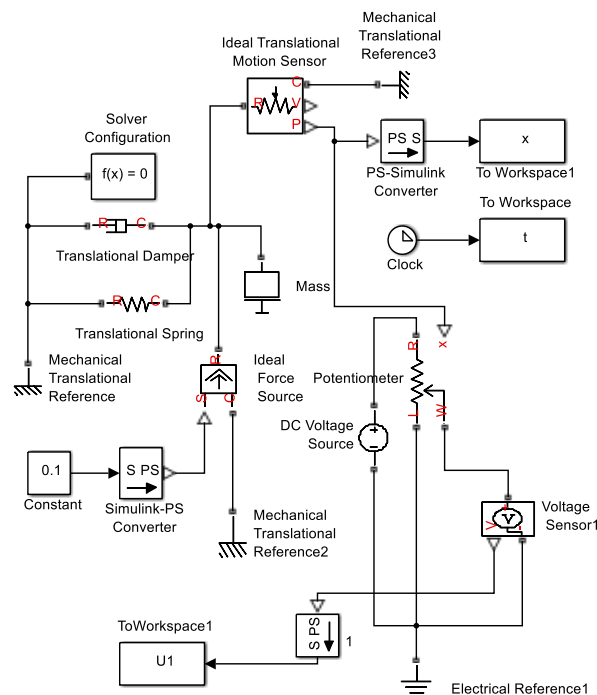 Mechanical
Translational
Reference3
Ideal Translational
Motion Sensor
C
R
V
P
Solver
Configuration
f(x) = 0
PS S
PS-Simulink
Converter
x
To Workspace1
To Workspace
t
Clock
R
C
Translational Damper
Mass
R
C
Translational Spring
Mechanical
Translational
Reference
R
S
C
Ideal
Force
Source
Potentiometer
R
x
L
W
DC Voltage
Source
0.1
Constant
S PS
Simulink-PS
Converter
Mechanical
Translational
Reference2
V
V
+
-
Voltage
Sensor1
ToWorkspace1
U1
S PS
1
Electrical Reference1